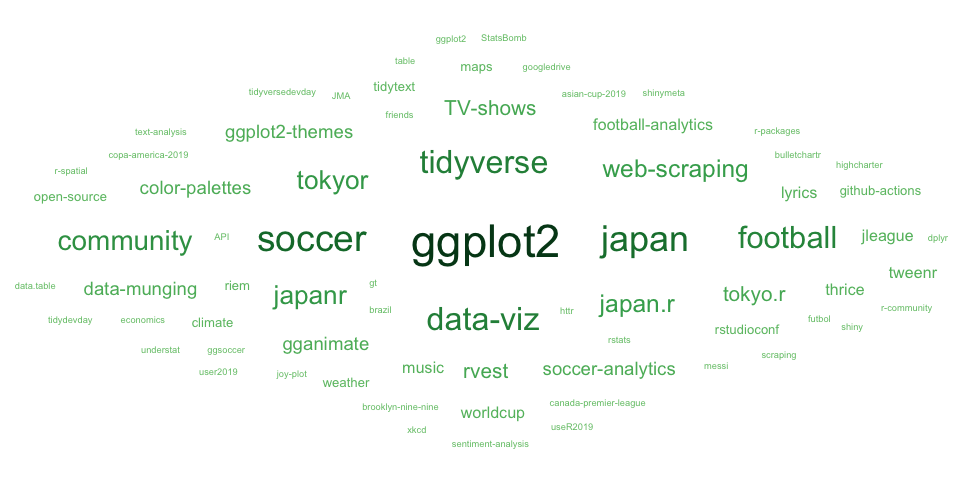 ggplot2 StatsBomb
table maps googledrive
tidyversedevday JMA tidytext TV-shows asian-cup-2019 shinymeta
text-analysis ggplot2-themes friends football-analytics r-packages
copa-america-2019 tidyverse bulletchartr
r-spatial web-scraping highcharter
open-source color-palettes tokyor lyrics github-actions
community API soccer ggplot2 japan football jleague dplyr
data.table data-munging riem japanr gt tokyo.r thrice tweenr
tidydevday economics climate brazil data-viz httr japan.r rstudioconf futbol shiny r-community
understat ggsoccer gganimate rstats scraping
user2019 joy-plot weather music rvest soccer-analytics messi
brooklyn-nine-nine worldcup canada-premier-league
xkcd sentiment-analysis useR2019